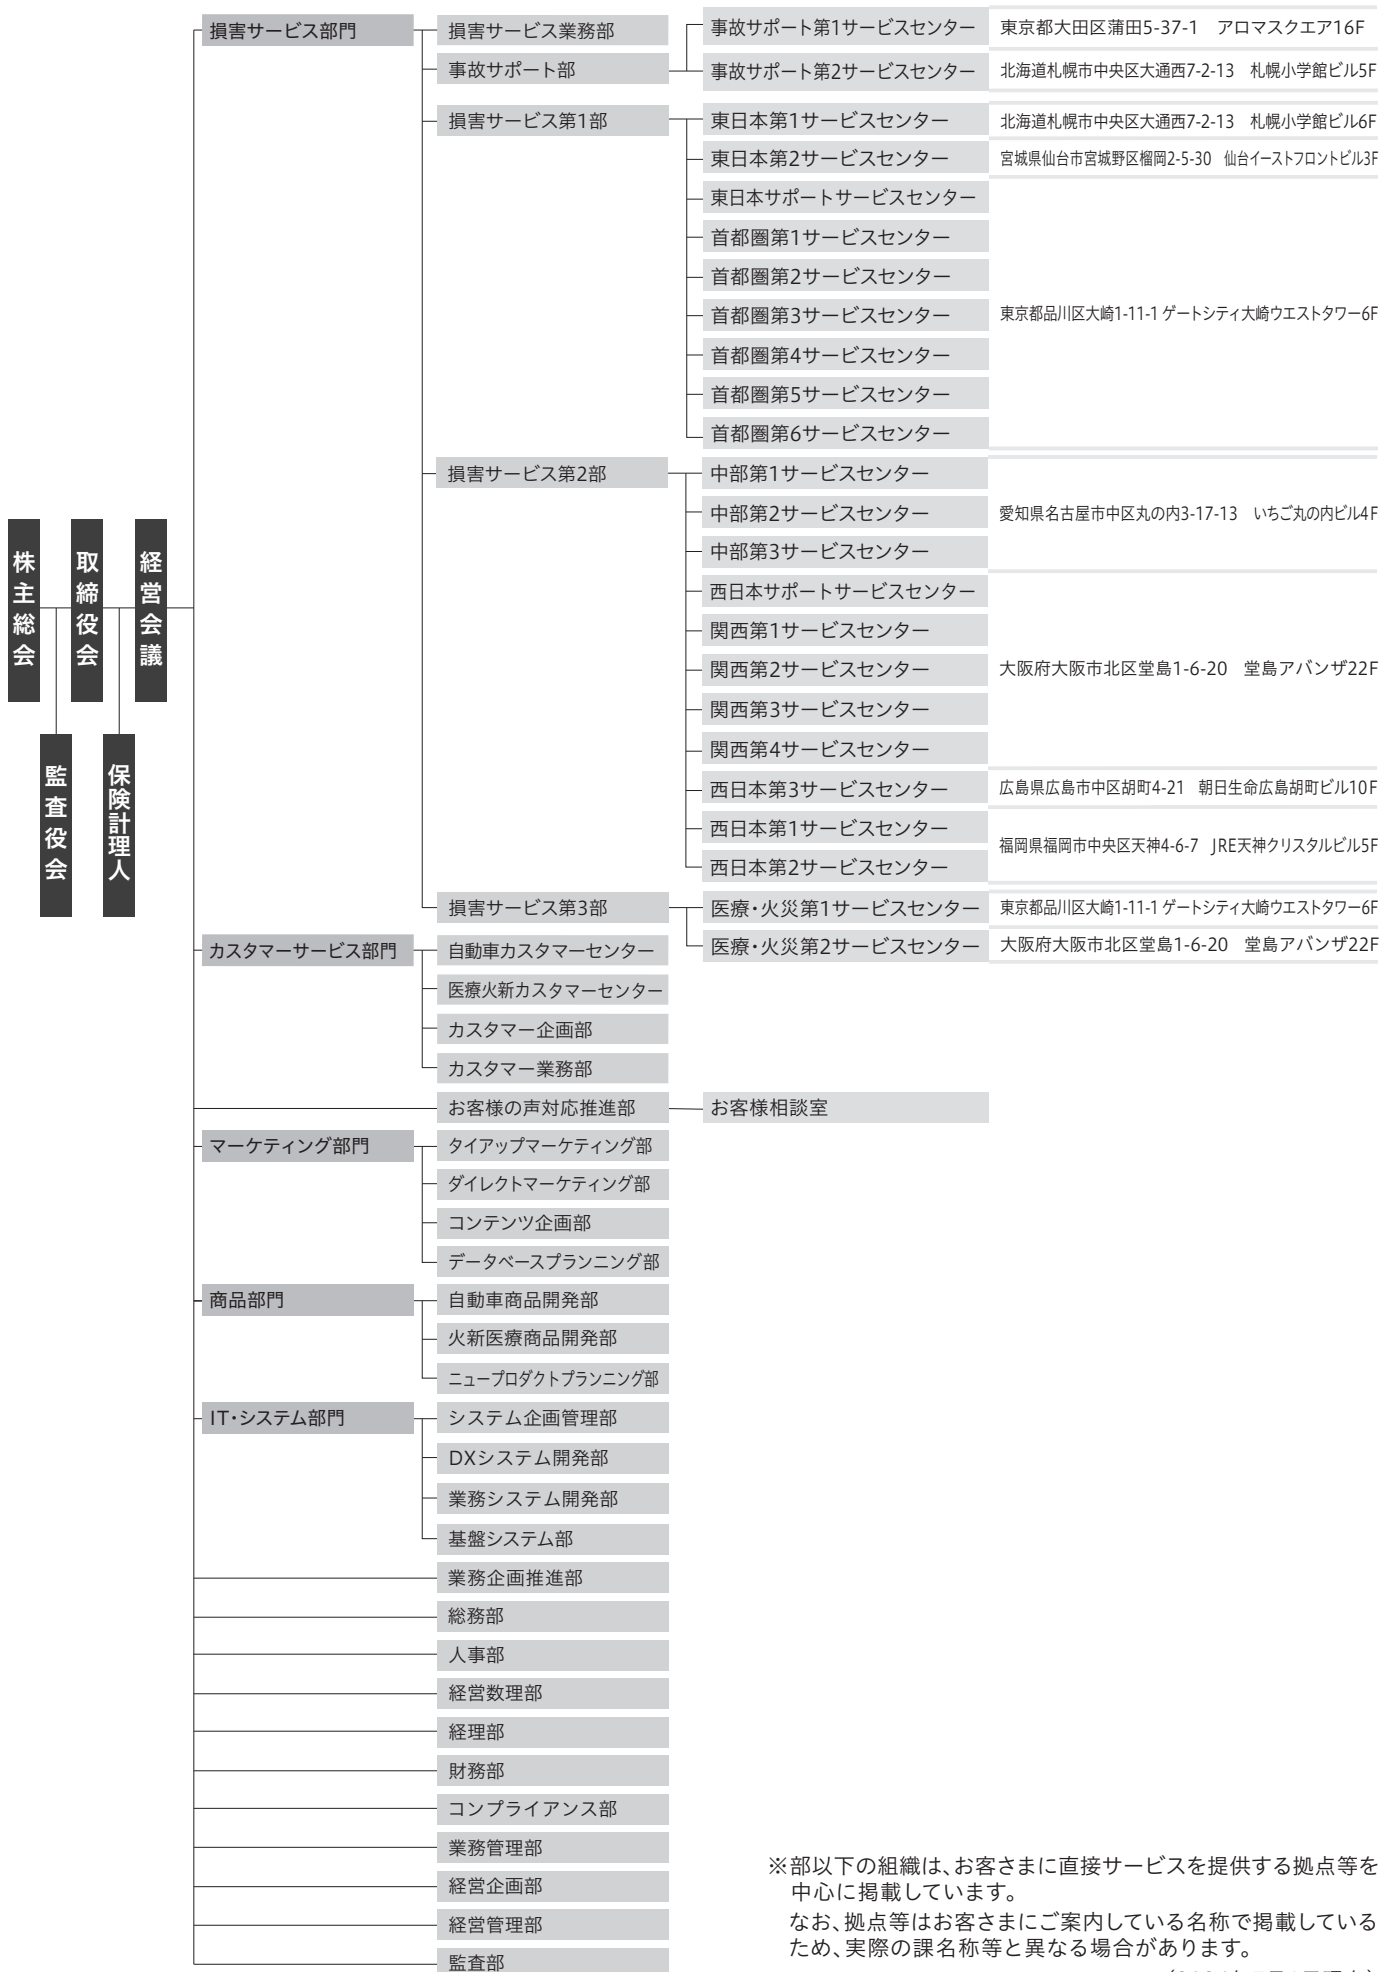 株主総会
取締役会
経営会議
監査役会
保険計理人
損害サービス部門
損害サービス業務部
事故サポート部
事故サポート第1サービスセンター 東京都大田区蒲田5-37-1　アロマスクエア16F
事故サポート第2サービスセンター 北海道札幌市中央区大通西7-2-13　札幌小学館ビル5F
損害サービス第1部
東日本第1サービスセンター 北海道札幌市中央区大通西7-2-13　札幌小学館ビル6F
東日本第2サービスセンター 宮城県仙台市宮城野区榴岡2-5-30　仙台イーストフロントビル3F
東日本サポートサービスセンター
首都圏第1サービスセンター
首都圏第2サービスセンター
首都圏第3サービスセンター 東京都品川区大崎1-11-1 ゲートシティ大崎ウエストタワー6F
首都圏第4サービスセンター
首都圏第5サービスセンター
首都圏第6サービスセンター
損害サービス第2部
中部第1サービスセンター
中部第2サービスセンター 愛知県名古屋市中区丸の内3-17-13　いちご丸の内ビル4F
中部第3サービスセンター
西日本サポートサービスセンター
関西第1サービスセンター
関西第2サービスセンター 大阪府大阪市北区堂島1-6-20　堂島アバンザ22F
関西第3サービスセンター
関西第4サービスセンター
西日本第3サービスセンター 広島県広島市中区胡町4-21　朝日生命広島胡町ビル10F
西日本第1サービスセンター
福岡県福岡市中央区天神4-6-7　JRE天神クリスタルビル5F
西日本第2サービスセンター
損害サービス第3部
医療・火災第1サービスセンター 東京都品川区大崎1-11-1 ゲートシティ大崎ウエストタワー6F
医療・火災第2サービスセンター 大阪府大阪市北区堂島1-6-20　堂島アバンザ22F
カスタマーサービス部門
自動車カスタマーセンター
医療火新カスタマーセンター
カスタマー企画部
カスタマー業務部
お客様の声対応推進部 お客様相談室
マーケティング部門
タイアップマーケティング部
ダイレクトマーケティング部
コンテンツ企画部
データベースプランニング部
商品部門
自動車商品開発部
火新医療商品開発部
ニュープロダクトプランニング部
IT・システム部門
システム企画管理部
DXシステム開発部
業務システム開発部
基盤システム部
業務企画推進部
総務部
人事部
経営数理部
経理部
財務部
コンプライアンス部
業務管理部
経営企画部
経営管理部
監査部
※部以下の組織は、お客さまに直接サービスを提供する拠点等を
中心に掲載しています。
なお、拠点等はお客さまにご案内している名称で掲載している
ため、実際の課名称等と異なる場合があります。